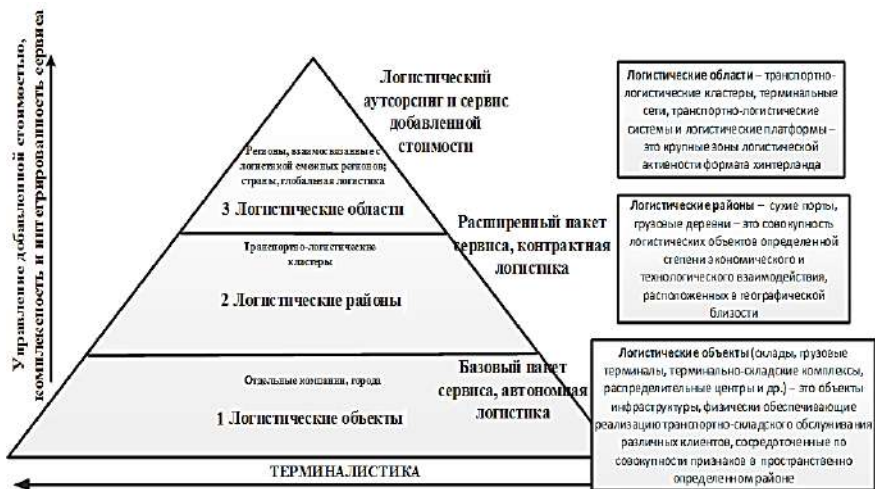 Управление добавленной стоимостью,
комплексность и интегрированность сервиса
Логистический
аутсорсинг и сервис
добавленной
стоимости
Регионы, взаимосвязанные с
логистикой смежных регионов;
страны, глобальная логистика
3 Логистические области
Расширенный пакет
сервиса, контрактная
логистика
Транспортно-логистические
кластеры
2 Логистические районы
Базовый пакет
сервиса, автономная
логистика
Отдельные компании, города
1 Логистические объекты
ТЕРМИНАЛИСТИКА
Логистические области – транспортно-
логистические кластеры, терминальные
сети, транспортно-логистические
системы и логистические платформы –
это крупные зоны логистической
активности формата хинтерланда
Логистические районы – сухие порты,
грузовые деревни – это совокупность
логистических объектов определенной
степени экономического и
технологического взаимодействия,
расположенных в географической
близости
Логистические объекты (склады, грузовые
терминалы, терминально-складские комплексы,
распределительные центры и др.) – это объекты
инфраструктуры, физически обеспечивающие
реализацию транспортно-складского обслуживания
различных клиентов, сосредоточенные по
совокупности признаков в пространственно
определенном районе